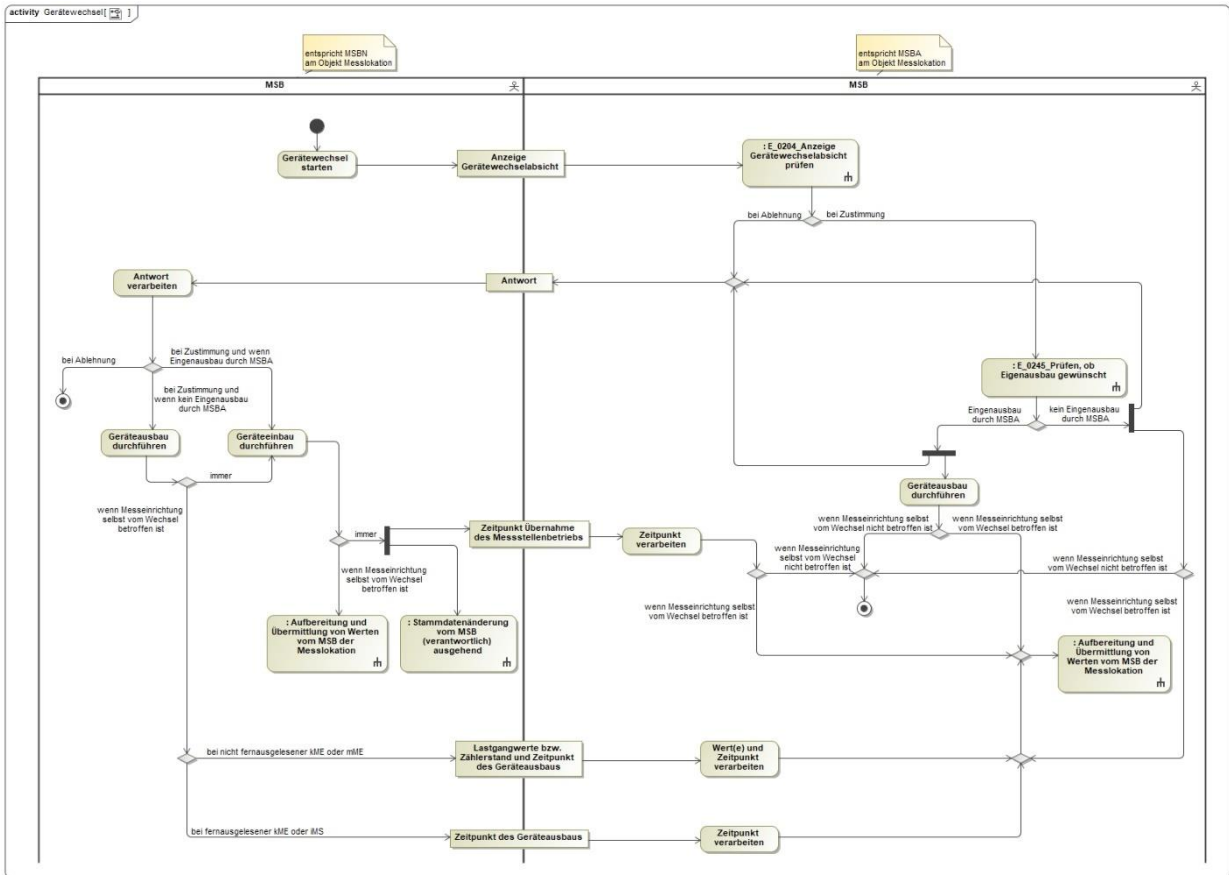 activity Gerätewechsel[ ]
entspricht MSBN
am Objekt Messlokation
entspricht MSBA
am Objekt Messlokation
MSB
MSB
Gerätewechsel
starten
Anzeige
Gerätewechselabsicht
: E_0204_Anzeige
Gerätewechselabsicht
prüfen
bei Ablehnung
bei Zustimmung
Antwort
verarbeiten
Antwort
bei Ablehnung
bei Zustimmung und wenn
Eingenausbau durch MSBA
bei Zustimmung und
wenn kein Eingenausbau
durch MSBA
: E_0245_Prüfen, ob
Eigenausbau gewünscht
Eingenausbau
durch MSBA
kein Eingenausbau
durch MSBA
Geräteausbau
durchführen
Geräteeinbau
durchführen
immer
Geräteausbau
durchführen
wenn Messeinrichtung
selbst vom Wechsel
betroffen ist
wenn Messeinrichtung selbst
vom Wechsel nicht betroffen ist
wenn Messeinrichtung selbst
vom Wechsel betroffen ist
immer
Zeitpunkt Übernahme
des Messstellenbetriebs
Zeitpunkt
verarbeiten
wenn Messeinrichtung
selbst vom Wechsel
nicht betroffen ist
wenn Messeinrichtung selbst
vom Wechsel nicht betroffen ist
wenn Messeinrichtung
selbst vom Wechsel
betroffen ist
wenn Messeinrichtung selbst
vom Wechsel betroffen ist
wenn Messeinrichtung selbst
vom Wechsel betroffen ist
: Aufbereitung und
Übermittlung von Werten
vom MSB der
Messlokation
: Stammdatenänderung
vom MSB
(verantwortlich)
ausgehend
: Aufbereitung und
Übermittlung von
Werten vom MSB der
Messlokation
bei nicht fernausgelesener kME oder mME
Lastgangwerte bzw.
Zählerstand und Zeitpunkt
des Geräteausbaus
Wert(e) und
Zeitpunkt
verarbeiten
bei fernausgelesener kME oder iMS
Zeitpunkt des Geräteausbaus
Zeitpunkt
verarbeiten